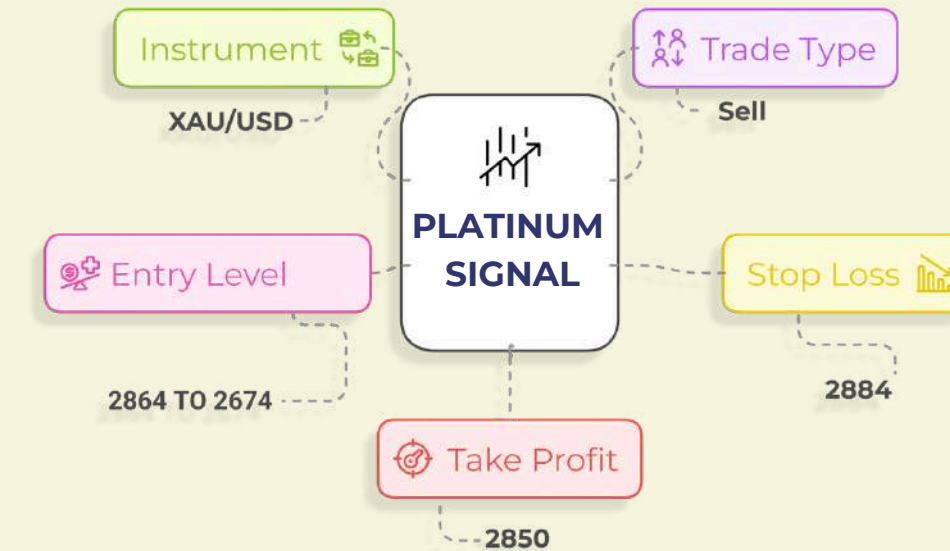 Instrument
XAU/USD
Trade Type
Sell
PLATINUM
SIGNAL
Entry Level
2864 TO 2674
Stop Loss
2884
Take Profit
2850